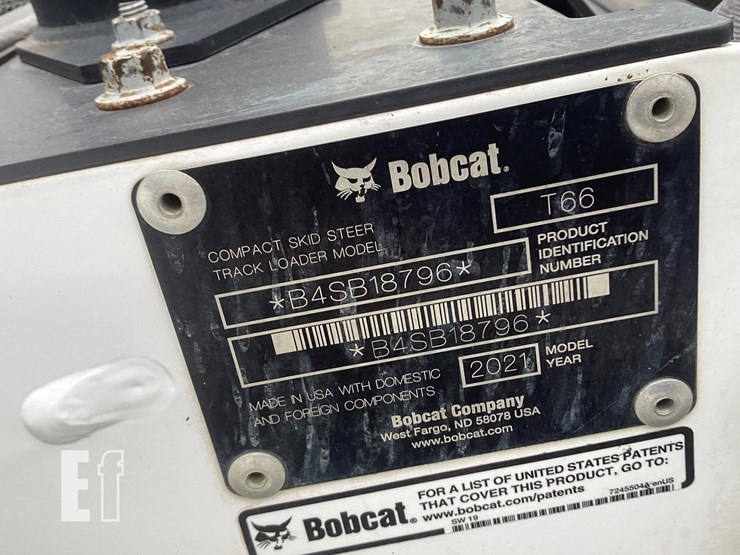 Bobcat.
COMPACT SKID STEER
TRACK LOADER MODEL
T66
PRODUCT
IDENTIFICATION
NUMBER
*B4SB18796*
*B4SB18796*
MADE IN USA WITH DOMESTIC
AND FOREIGN COMPONENTS
2021
MODEL
YEAR
Bobcat Company
West Fargo, ND 58078 USA
www.bobcat.com
Bobcat.
FOR A LIST OF UNITED STATES PATENTS
THAT COVER THIS PRODUCT, GO TO:
www.bobcat.com/patents
SW 19
Ef